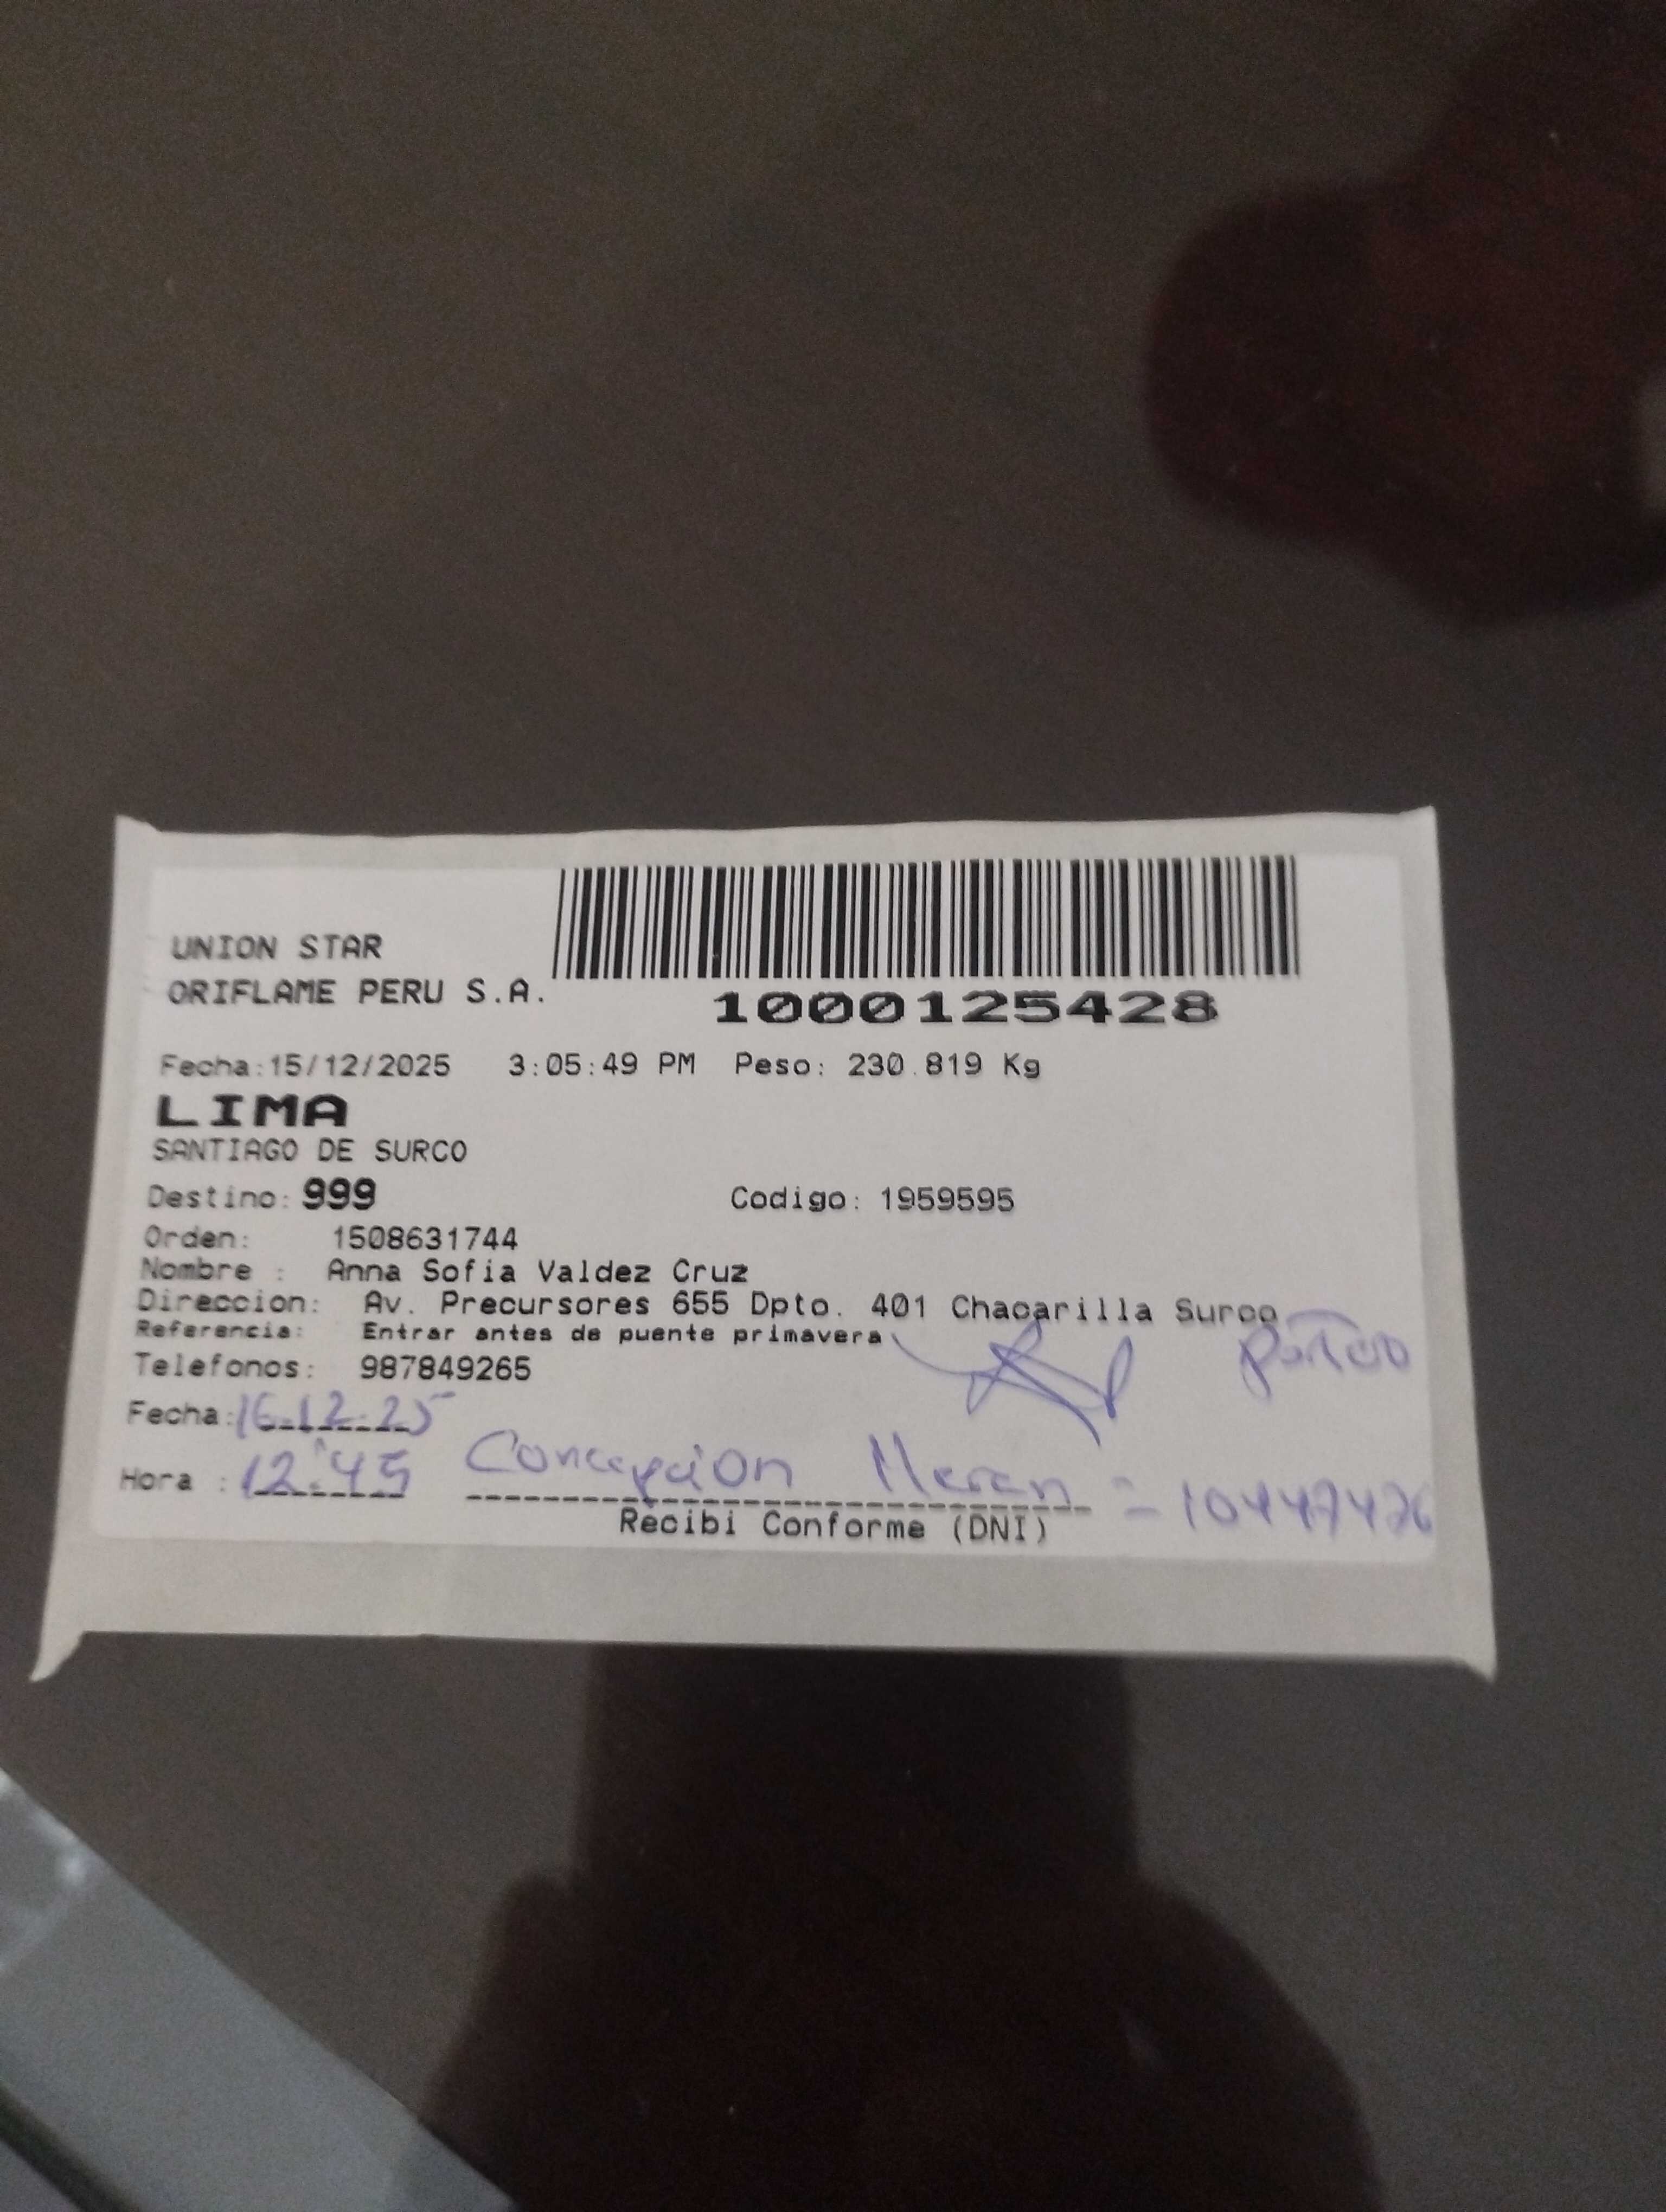 UNION STAR
ORIFLAME PERU S.A.
1000125428
Fecha:15/12/2025 3:05:49 PM Peso: 230.819 Kg
LIMA
SANTIAGO DE SURCO
Destino: 999 Codigo: 1959595
Orden: 1508631744
Nombre : Anna Sofia Valdez Cruz
Direccion: Av. Precursores 655 Dpto. 401 Chacarilla Surco
Referencia: Entrar antes de puente primavera
Telefonos: 987849265
Fecha: 16.12.25
Hora : 12:45 Concepción
Recibi Conforme (DNI)